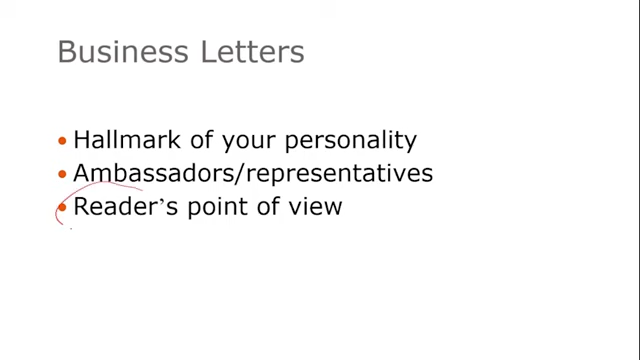 Business Letters
• Hallmark of your personality
• Ambassadors/representatives
• Reader’s point of view